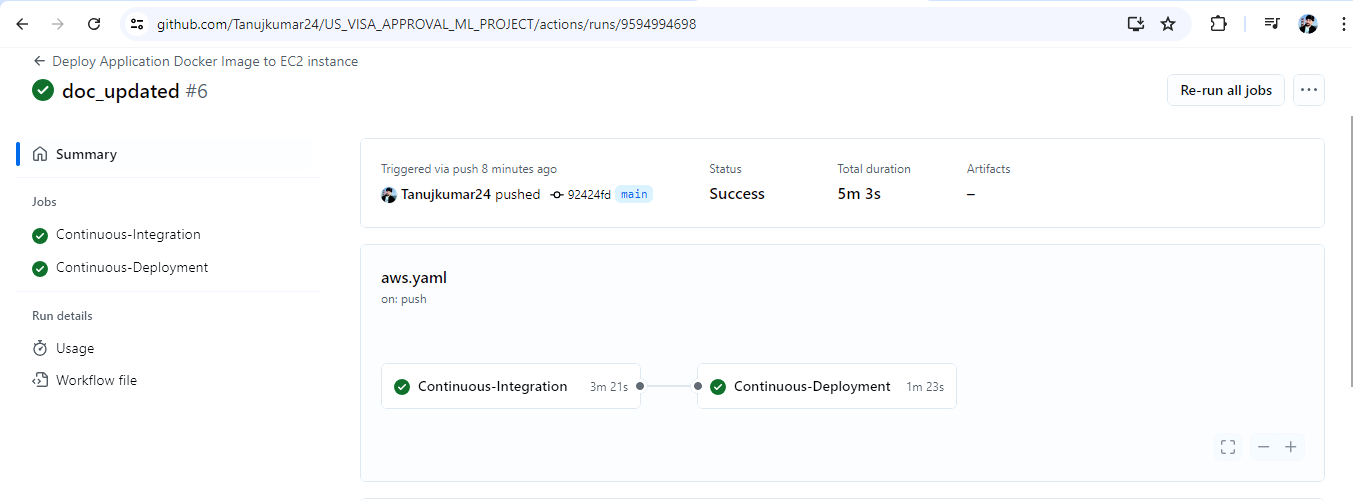 github.com/Tanujkumar24/US_VISA_APPROVAL_ML_PROJECT/actions/runs/9594994698
Deploy Application Docker Image to EC2 instance
doc_updated #6
Re-run all jobs
Summary
Jobs
Continuous-Integration
Continuous-Deployment
Run details
Usage
Workflow file
Triggered via push 8 minutes ago
Tanujkumar24 pushed 92424fd main
Status
Success
Total duration
5m 3s
Artifacts
–
aws.yaml
on: push
Continuous-Integration 3m 21s
Continuous-Deployment 1m 23s